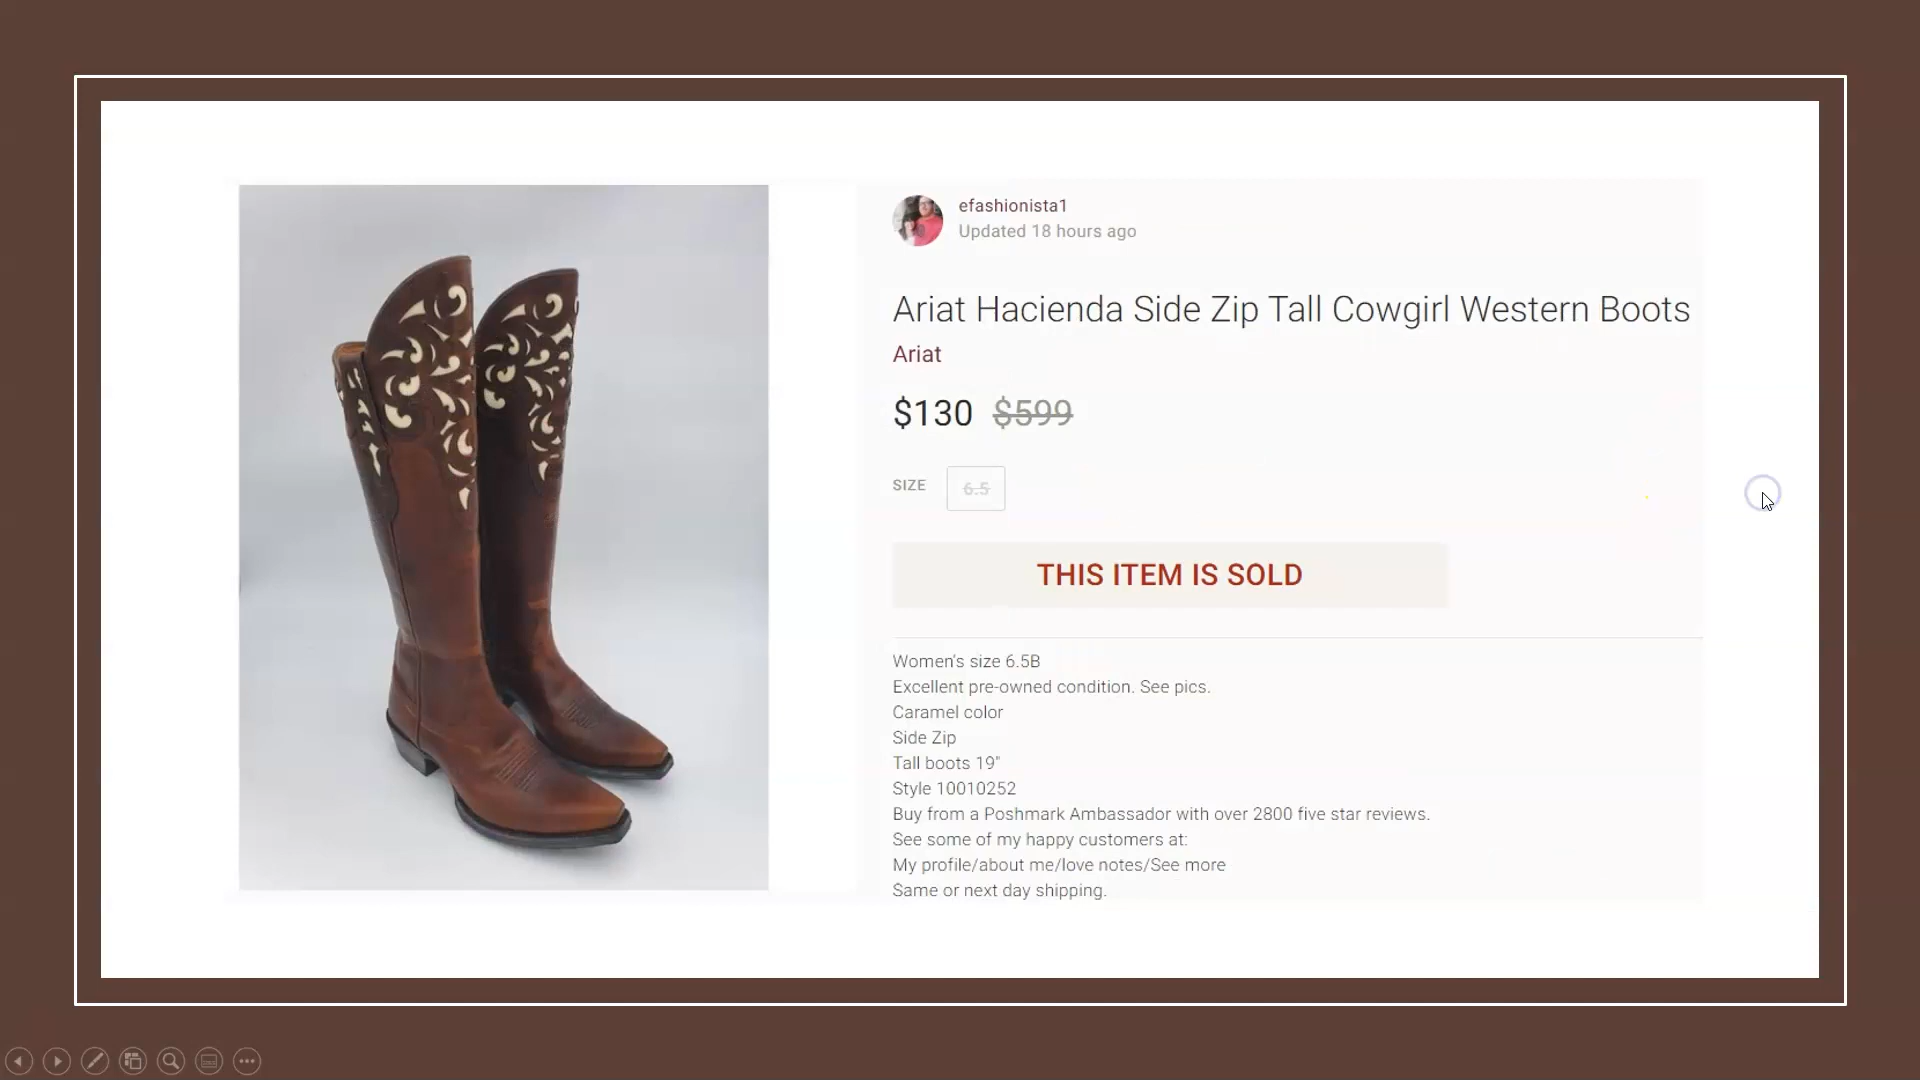 efashionista1
Updated 18 hours ago
Ariat Hacienda Side Zip Tall Cowgirl Western Boots
Ariat
$130 $599
SIZE 6.5
THIS ITEM IS SOLD
Women's size 6.5B
Excellent pre-owned condition. See pics.
Caramel color
Side Zip
Tall boots 19"
Style 10010252
Buy from a Poshmark Ambassador with over 2800 five star reviews.
See some of my happy customers at:
My profile/about me/love notes/See more
Same or next day shipping.